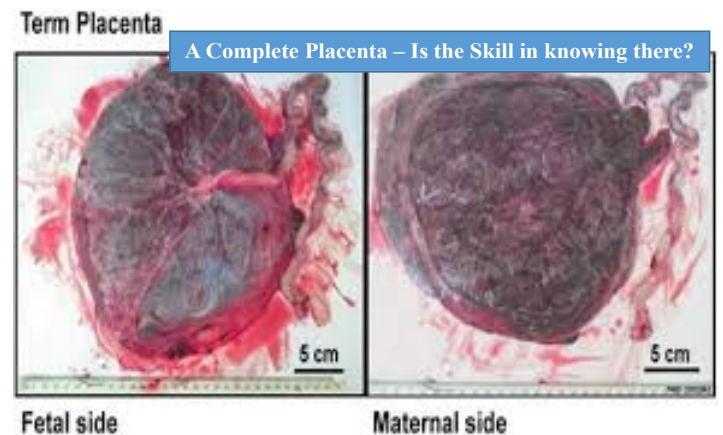 Term Placenta
A Complete Placenta – Is the Skill in knowing there?
5 cm
5 cm
Fetal side
Maternal side